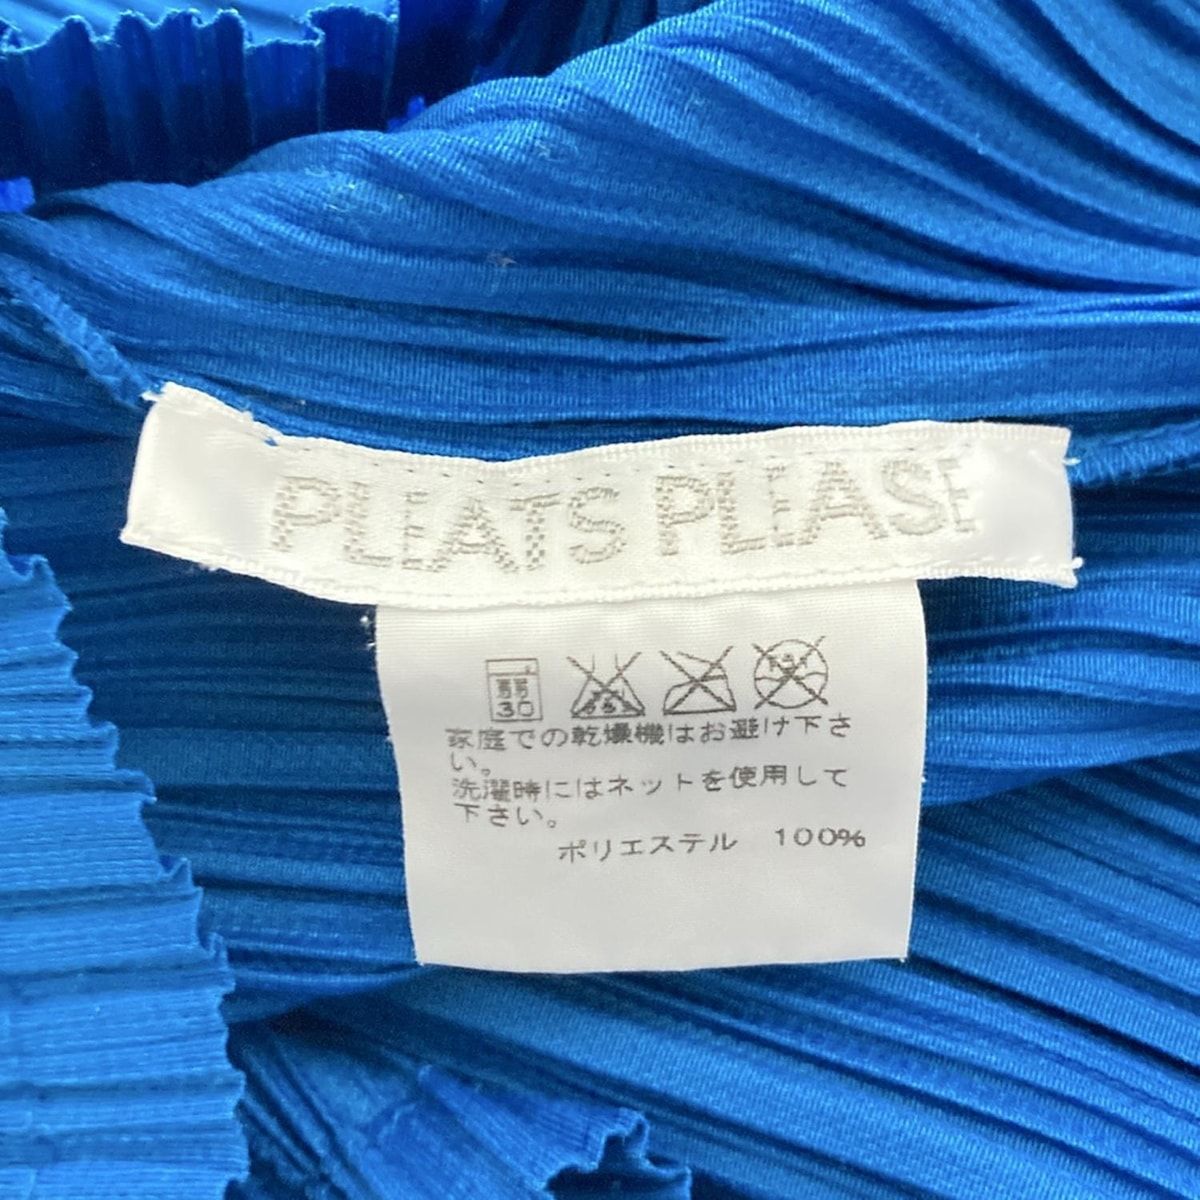 PLEATS PLEASE
弱
30
家庭での乾燥機はお避け下さ
い。
洗濯時にはネットを使用して
下さい。
ポリエステル 100%